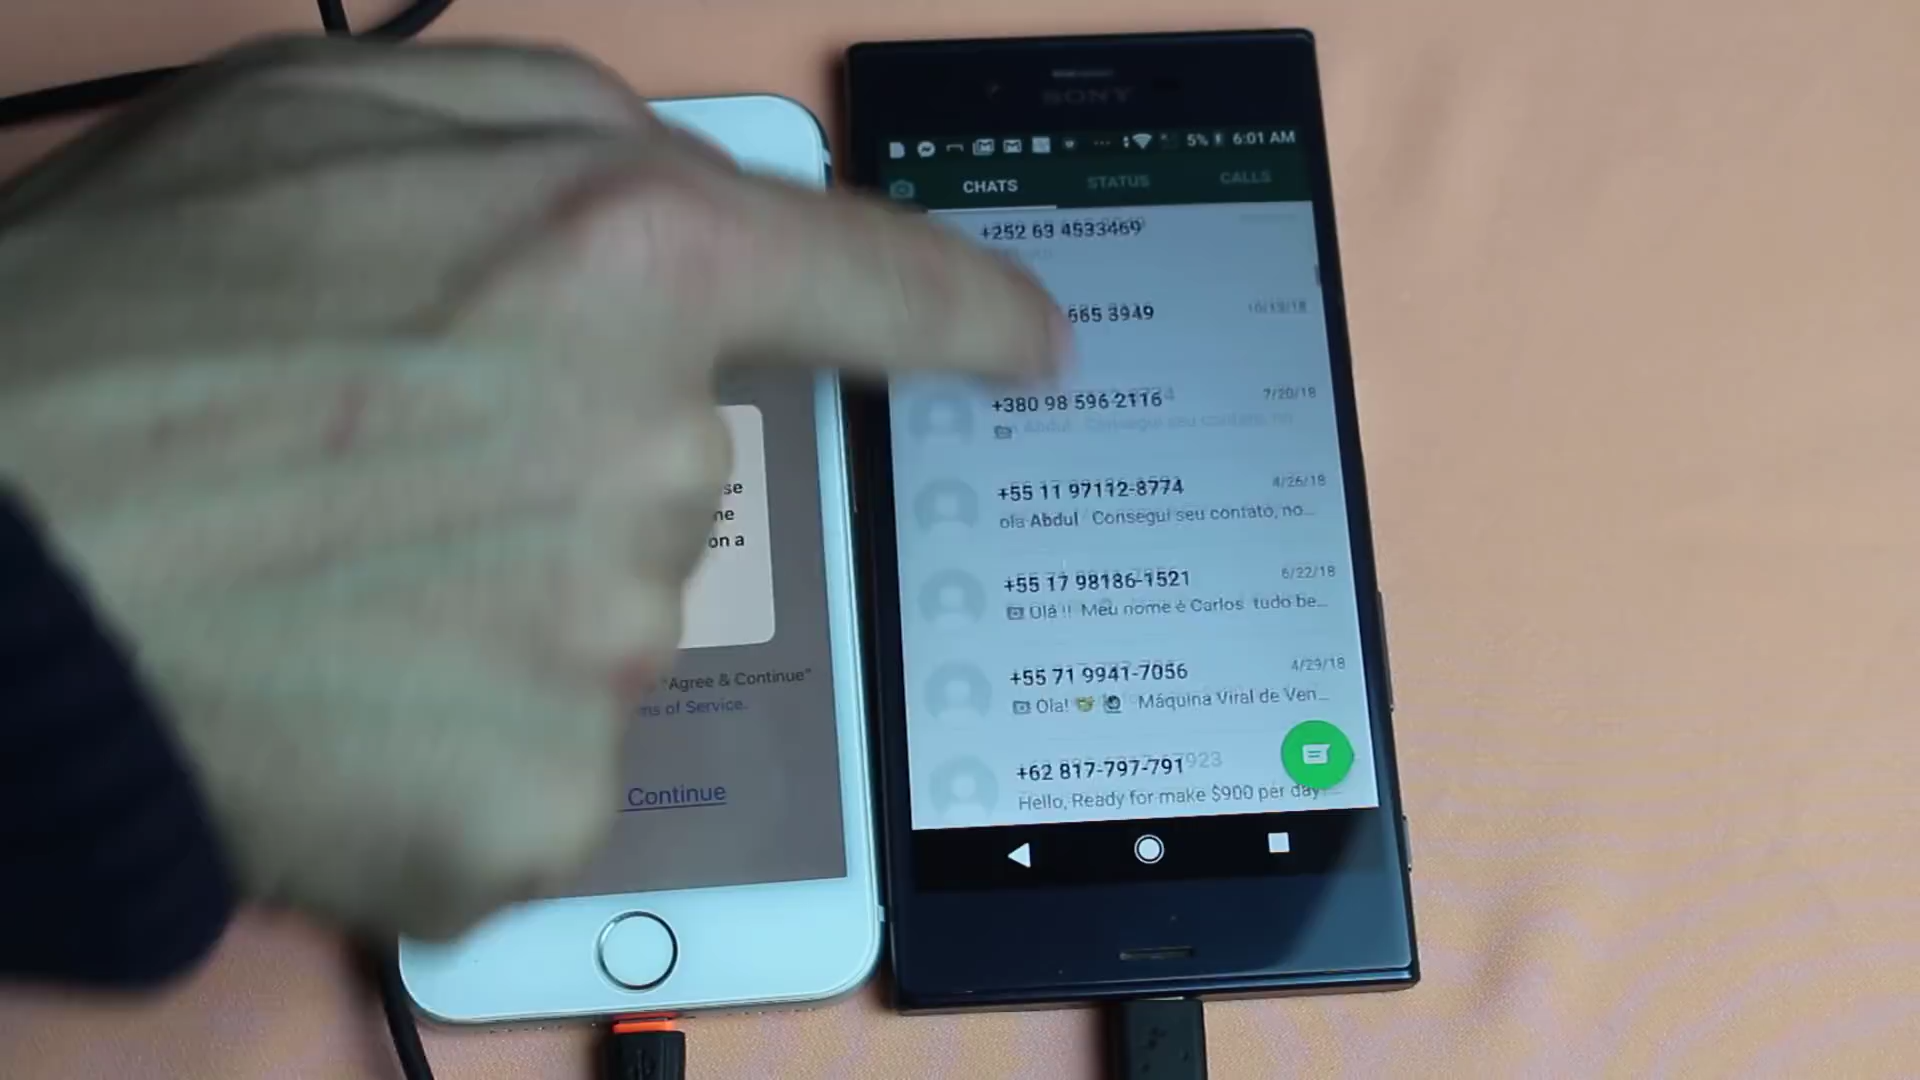 SONY
5% 6:01 AM
CHATS STATUS CALLS
+252 63 4533469
665 3949 10/13/18
+380 98 596 2116 7/20/18
+55 11 97112-8774 4/26/18
ola Abdul Consegui seu contato, no...
+55 17 98186-1521 6/22/18
Olá !! Meu nome é Carlos tudo be...
+55 71 9941-7056 4/29/18
Ola! Máquina Viral de Ven...
+62 817-797-791
Hello, Ready for make $900 per day
se
ne
on a
"Agree & Continue"
ms of Service.
Continue